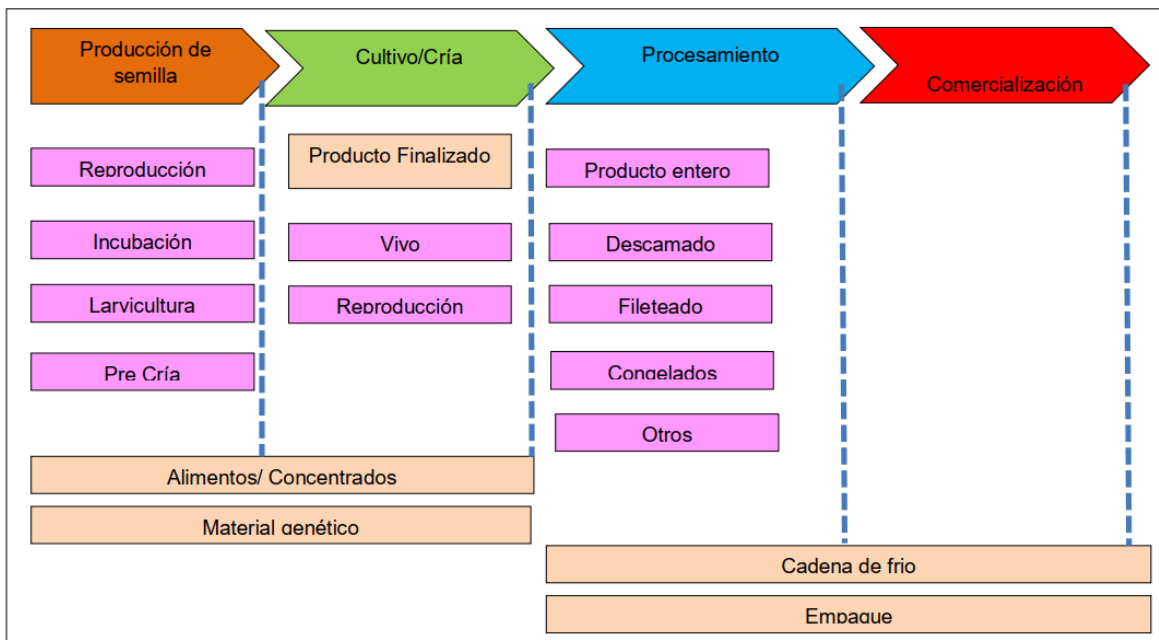 Producción de
semilla
Cultivo/Cría
Procesamiento
Comercialización
Reproducción
Incubación
Larvicultura
Pre Cría
Producto Finalizado
Vivo
Reproducción
Producto entero
Descamado
Fileteado
Congelados
Otros
Alimentos/ Concentrados
Material genético
Cadena de frio
Empaque